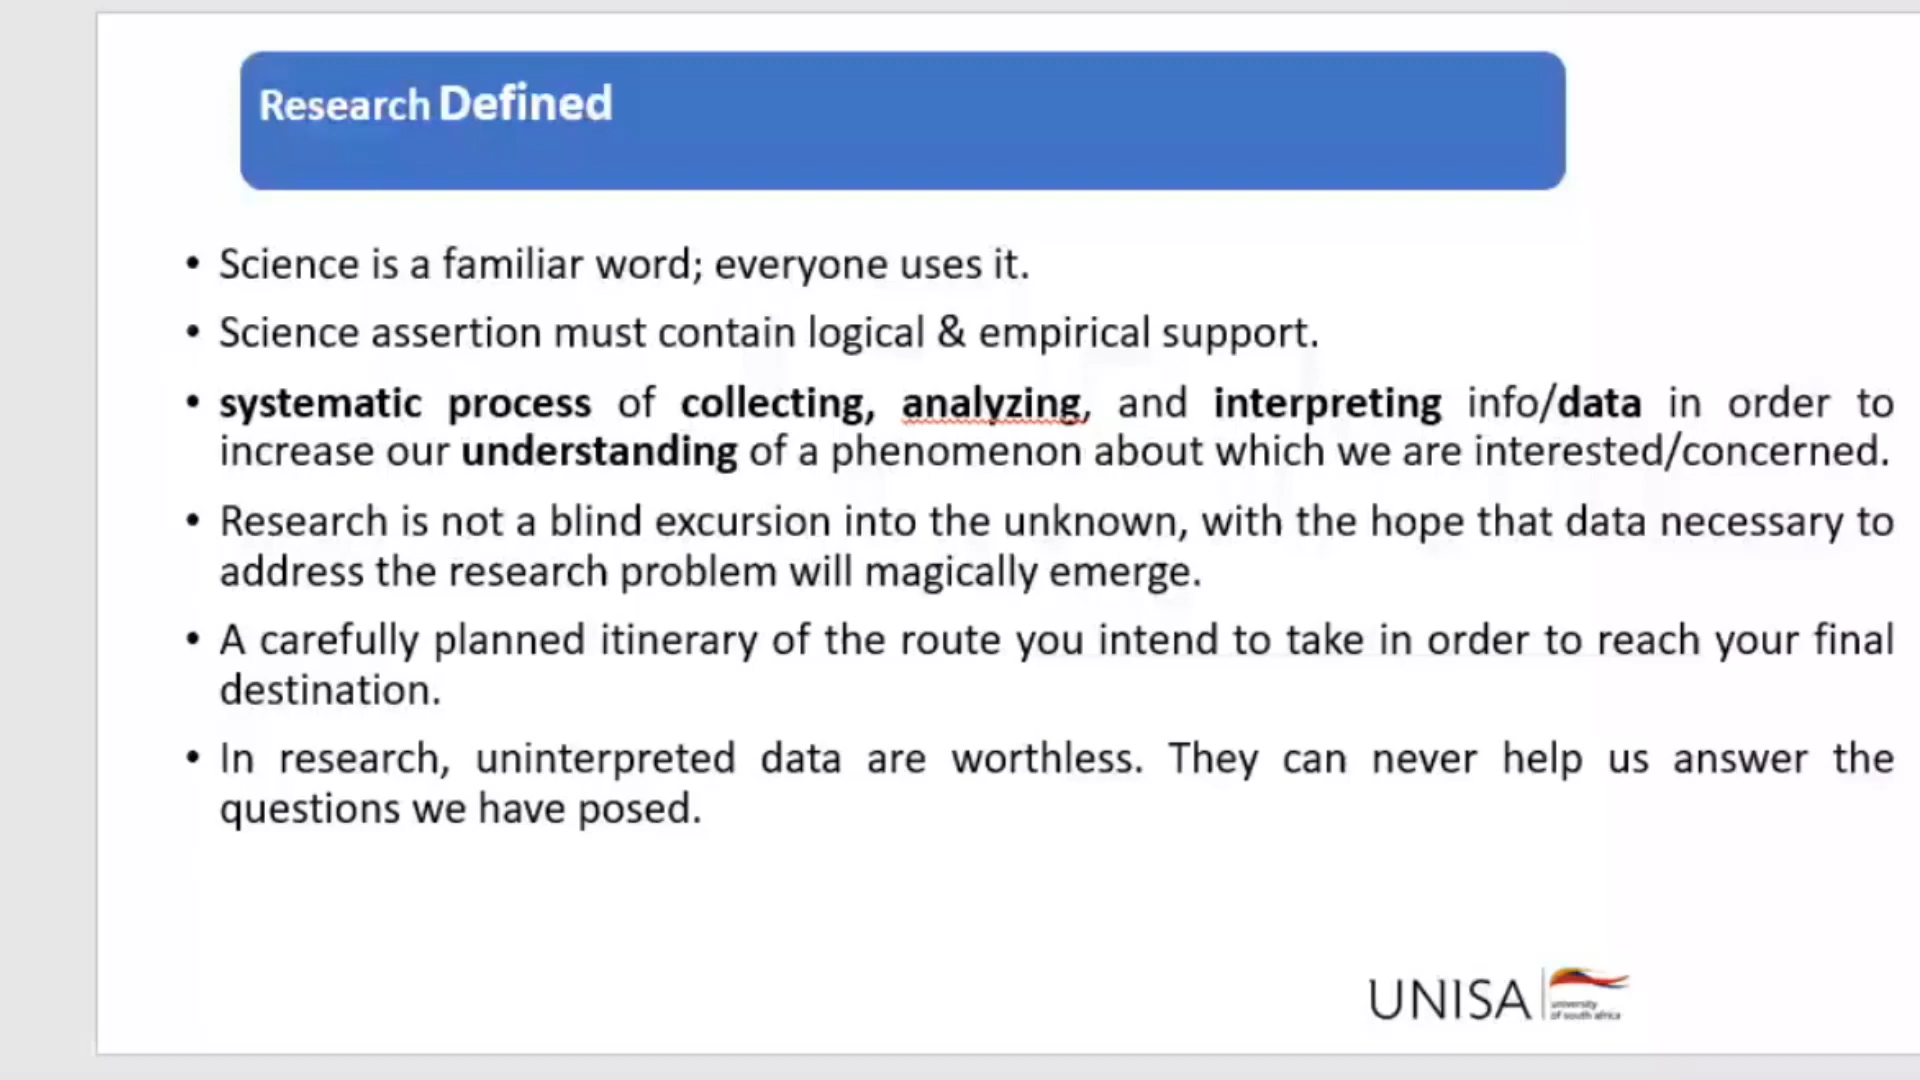 Research Defined
• Science is a familiar word; everyone uses it.
• Science assertion must contain logical & empirical support.
• systematic process of collecting, analyzing, and interpreting info/data in order to
increase our understanding of a phenomenon about which we are interested/concerned.
• Research is not a blind excursion into the unknown, with the hope that data necessary to
address the research problem will magically emerge.
• A carefully planned itinerary of the route you intend to take in order to reach your final
destination.
• In research, uninterpreted data are worthless. They can never help us answer the
questions we have posed.
UNISA
university
of south africa